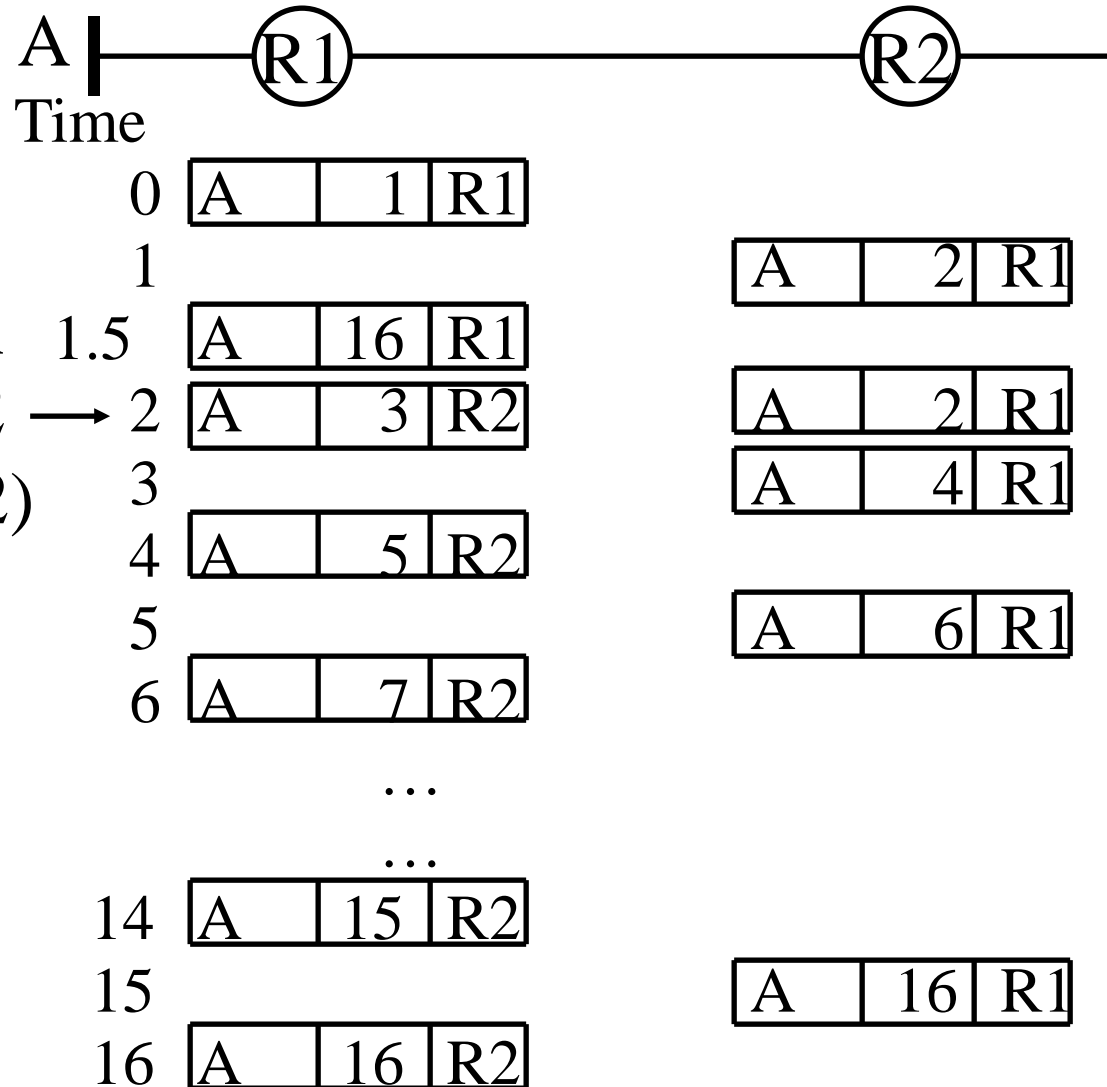 A R1 R2
Time
0 A 1 R1
1 A 2 R1
1.5 A 16 R1
2 A 3 R2 A 2 R1
2) 3 A 4 R1
4 A 5 R2
5 A 6 R1
6 A 7 R2
…
…
14 A 15 R2
15 A 16 R1
16 A 16 R2